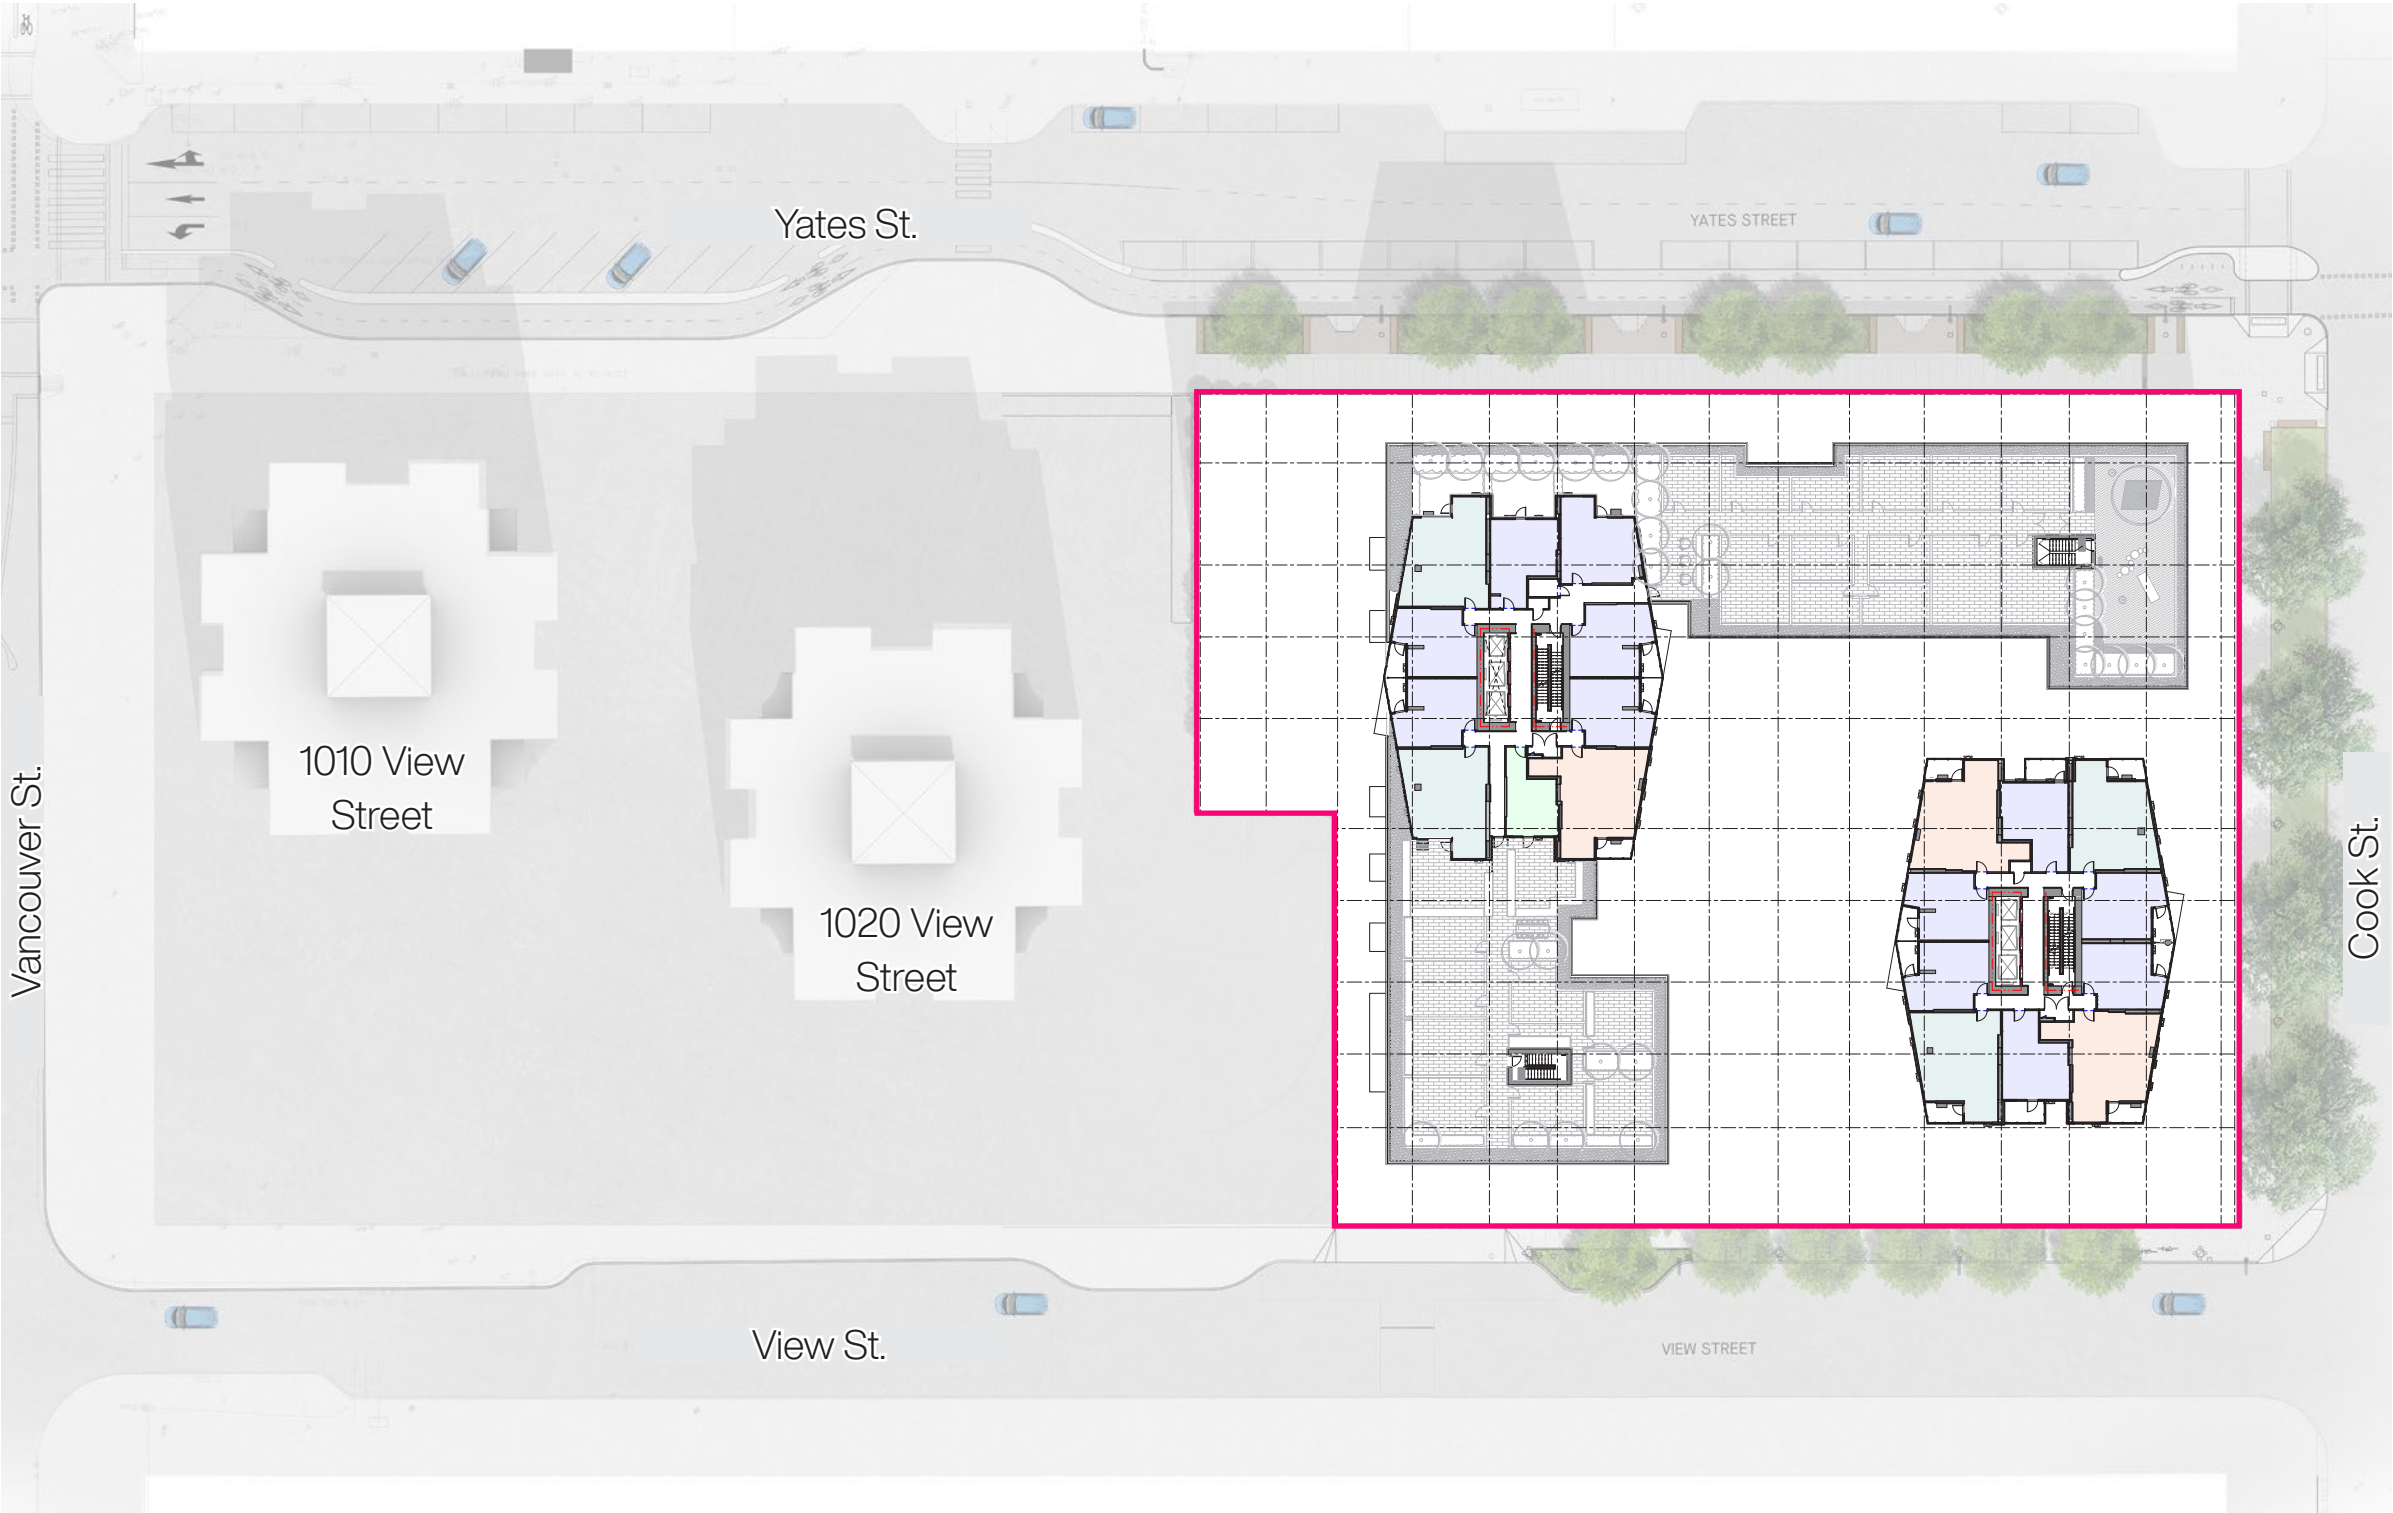 Yates St.
YATES STREET
1010 View
Street
1020 View
Street
Vancouver St.
Cook St.
View St.
VIEW STREET